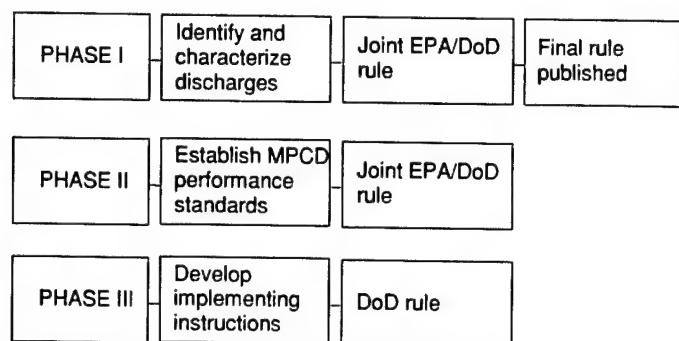 PHASE I
Identify and
characterize
discharges
Joint EPA/DoD
rule
Final rule
published
PHASE II
Establish MPCD
performance
standards
Joint EPA/DoD
rule
PHASE III
Develop
implementing
instructions
DoD rule